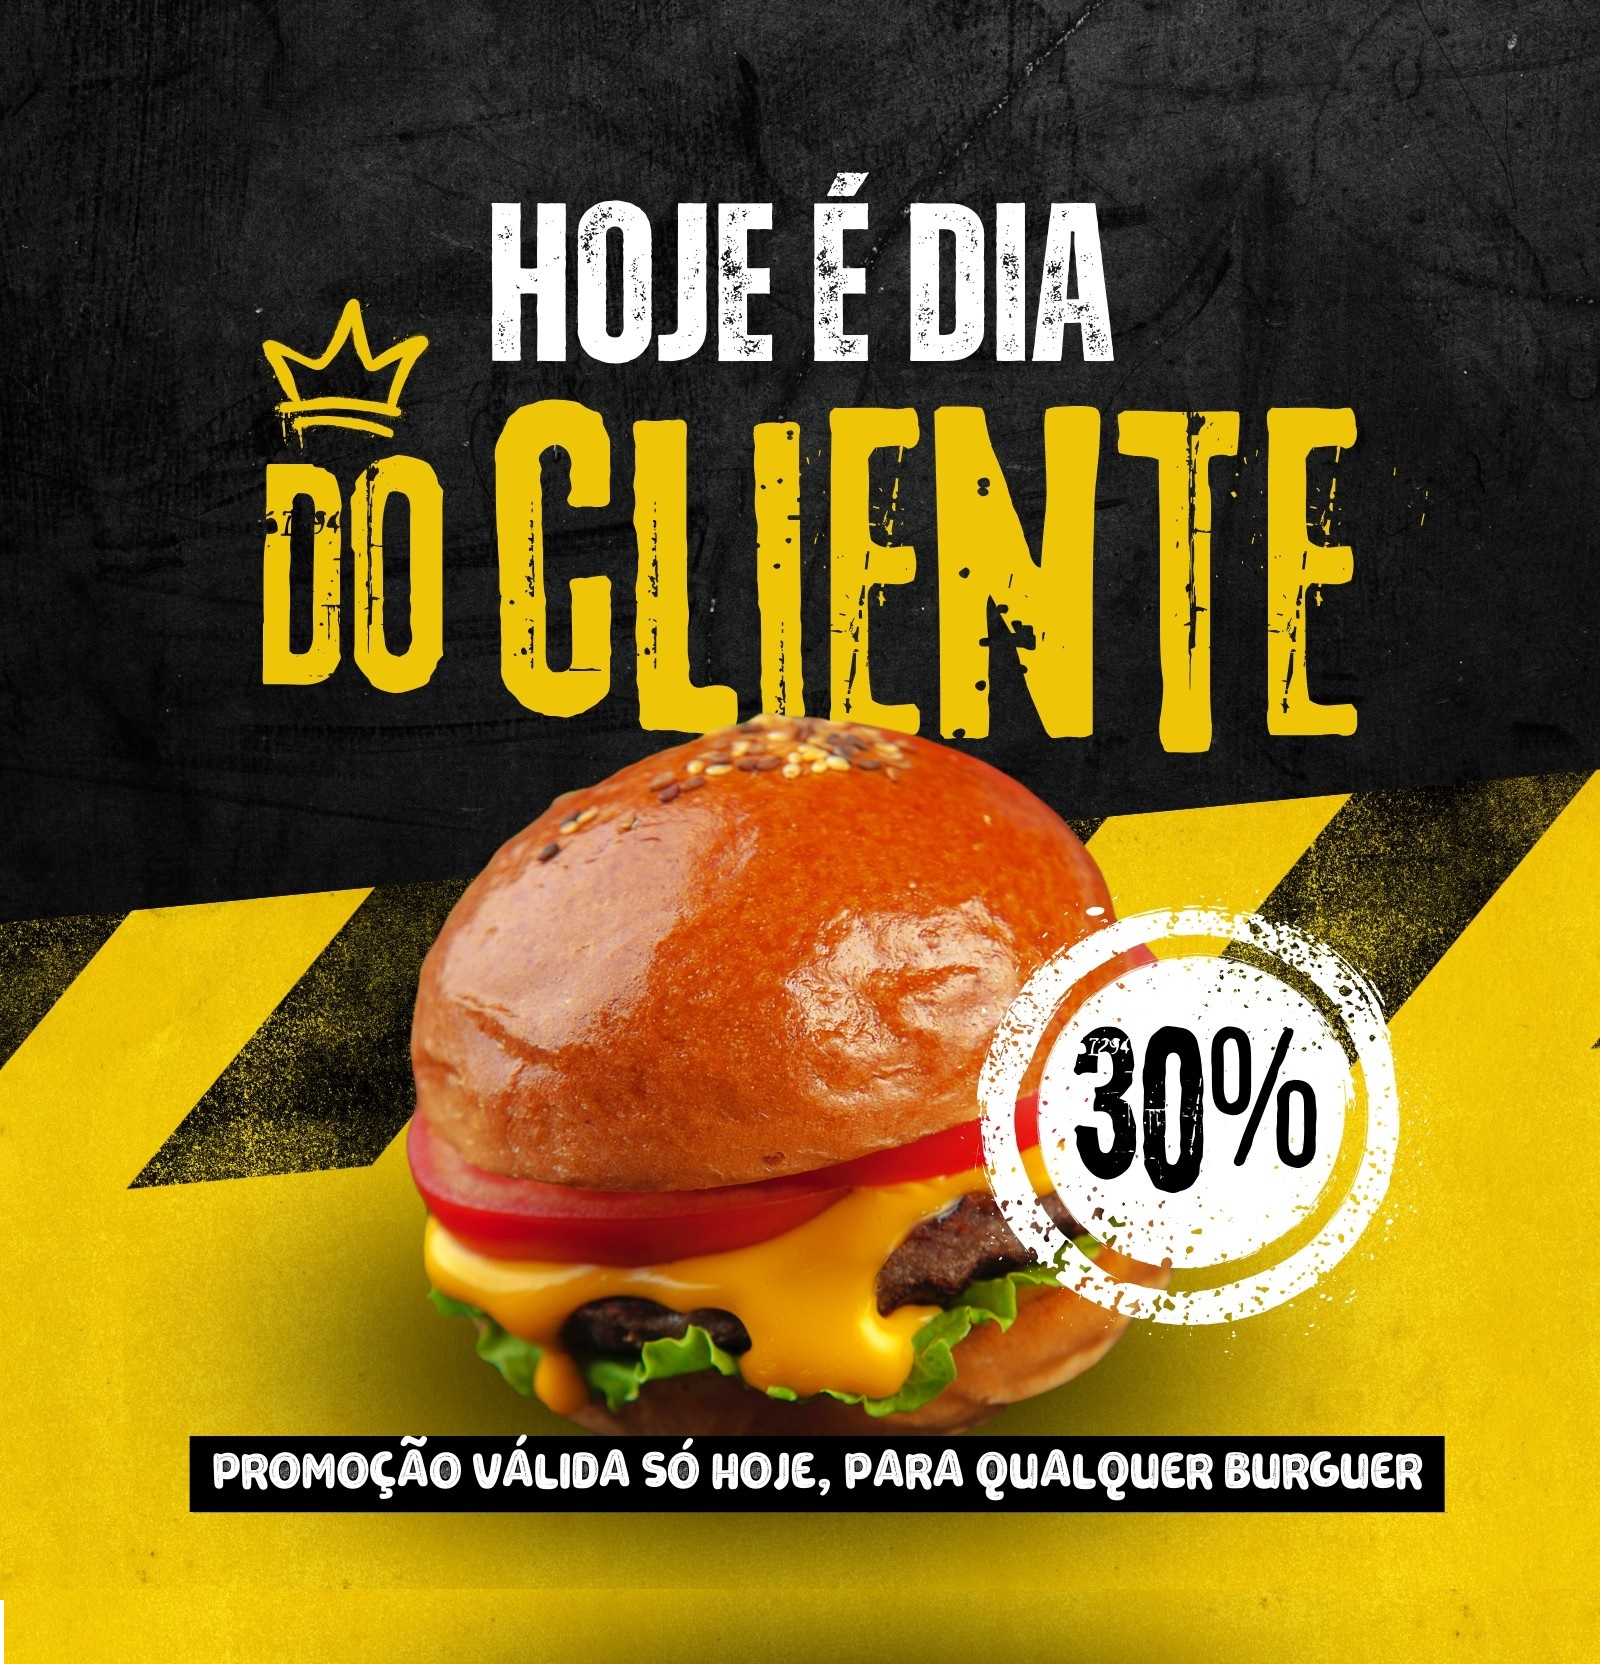 HOJE É DIA
DO CLIENTE
30%
PROMOÇÃO VÁLIDA SÓ HOJE, PARA QUALQUER BURGUER